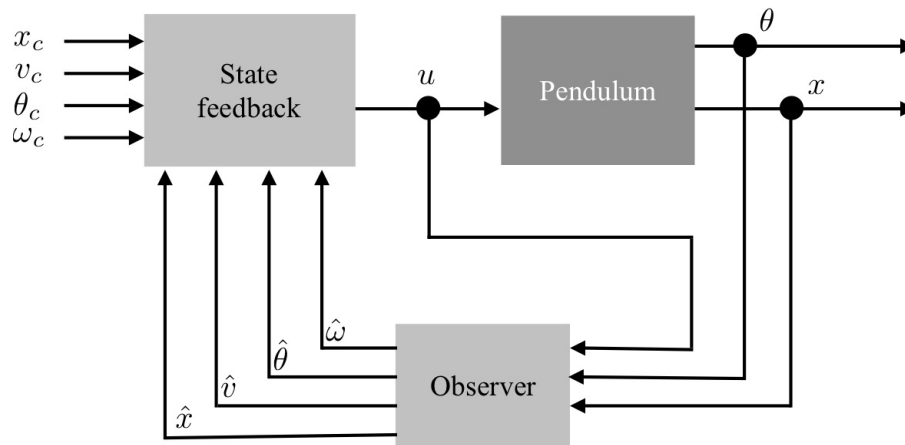 x_c
v_c
θ_c
ω_c
State
feedback
u
Pendulum
θ
x
ω̂
θ̂
v̂
x̂
Observer